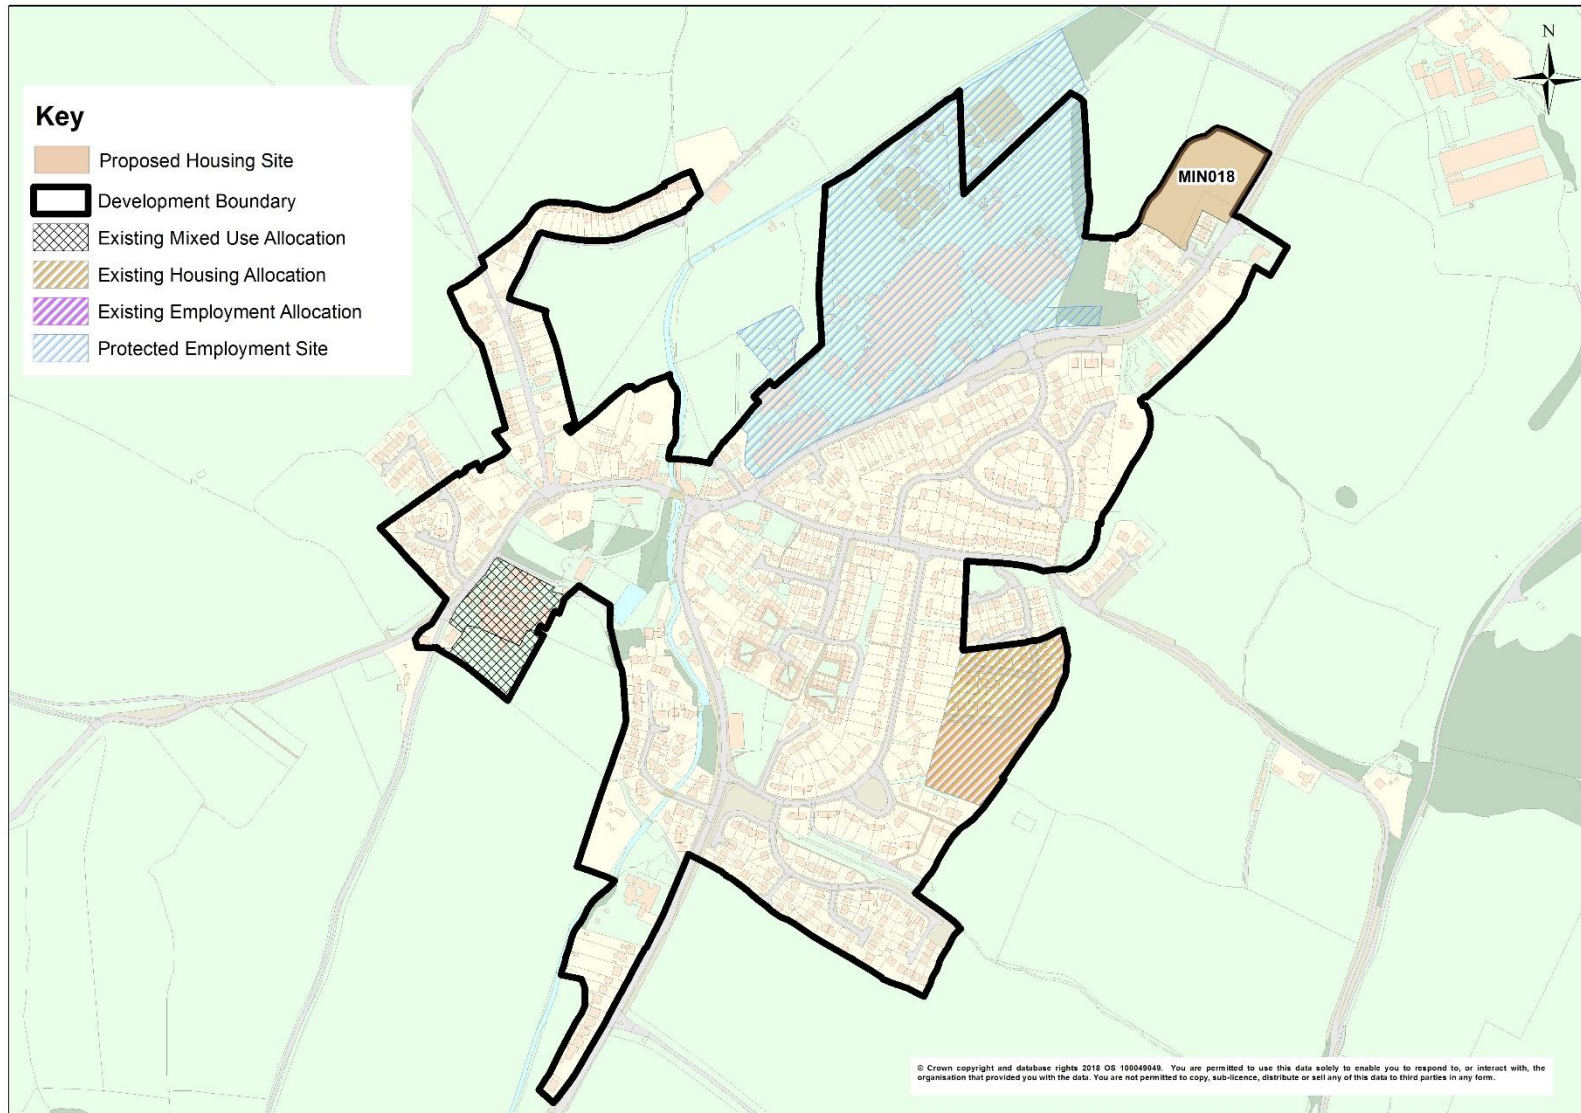 N
Key
Proposed Housing Site
Development Boundary
Existing Mixed Use Allocation
Existing Housing Allocation
Existing Employment Allocation
Protected Employment Site
MIN018
© Crown copyright and database rights 2018 OS 100049049. You are permitted to use this data solely to enable you to respond to, or interact with, the
organisation that provided you with the data. You are not permitted to copy, sub-licence, distribute or sell any of this data to third parties in any form.